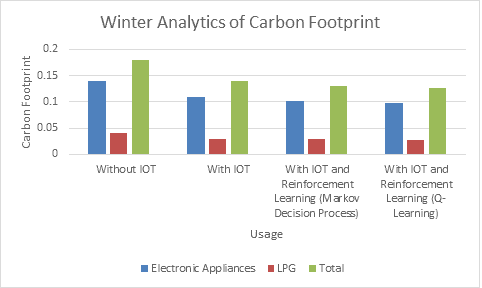 Winter Analytics of Carbon Footprint
Carbon Footprint
0.2
0.15
0.1
0.05
0
Without IOT
With IOT
With IOT and
Reinforcement
Learning (Markov
Decision Process)
With IOT and
Reinforcement
Learning (Q-
Learning)
Usage
Electronic Appliances
LPG
Total